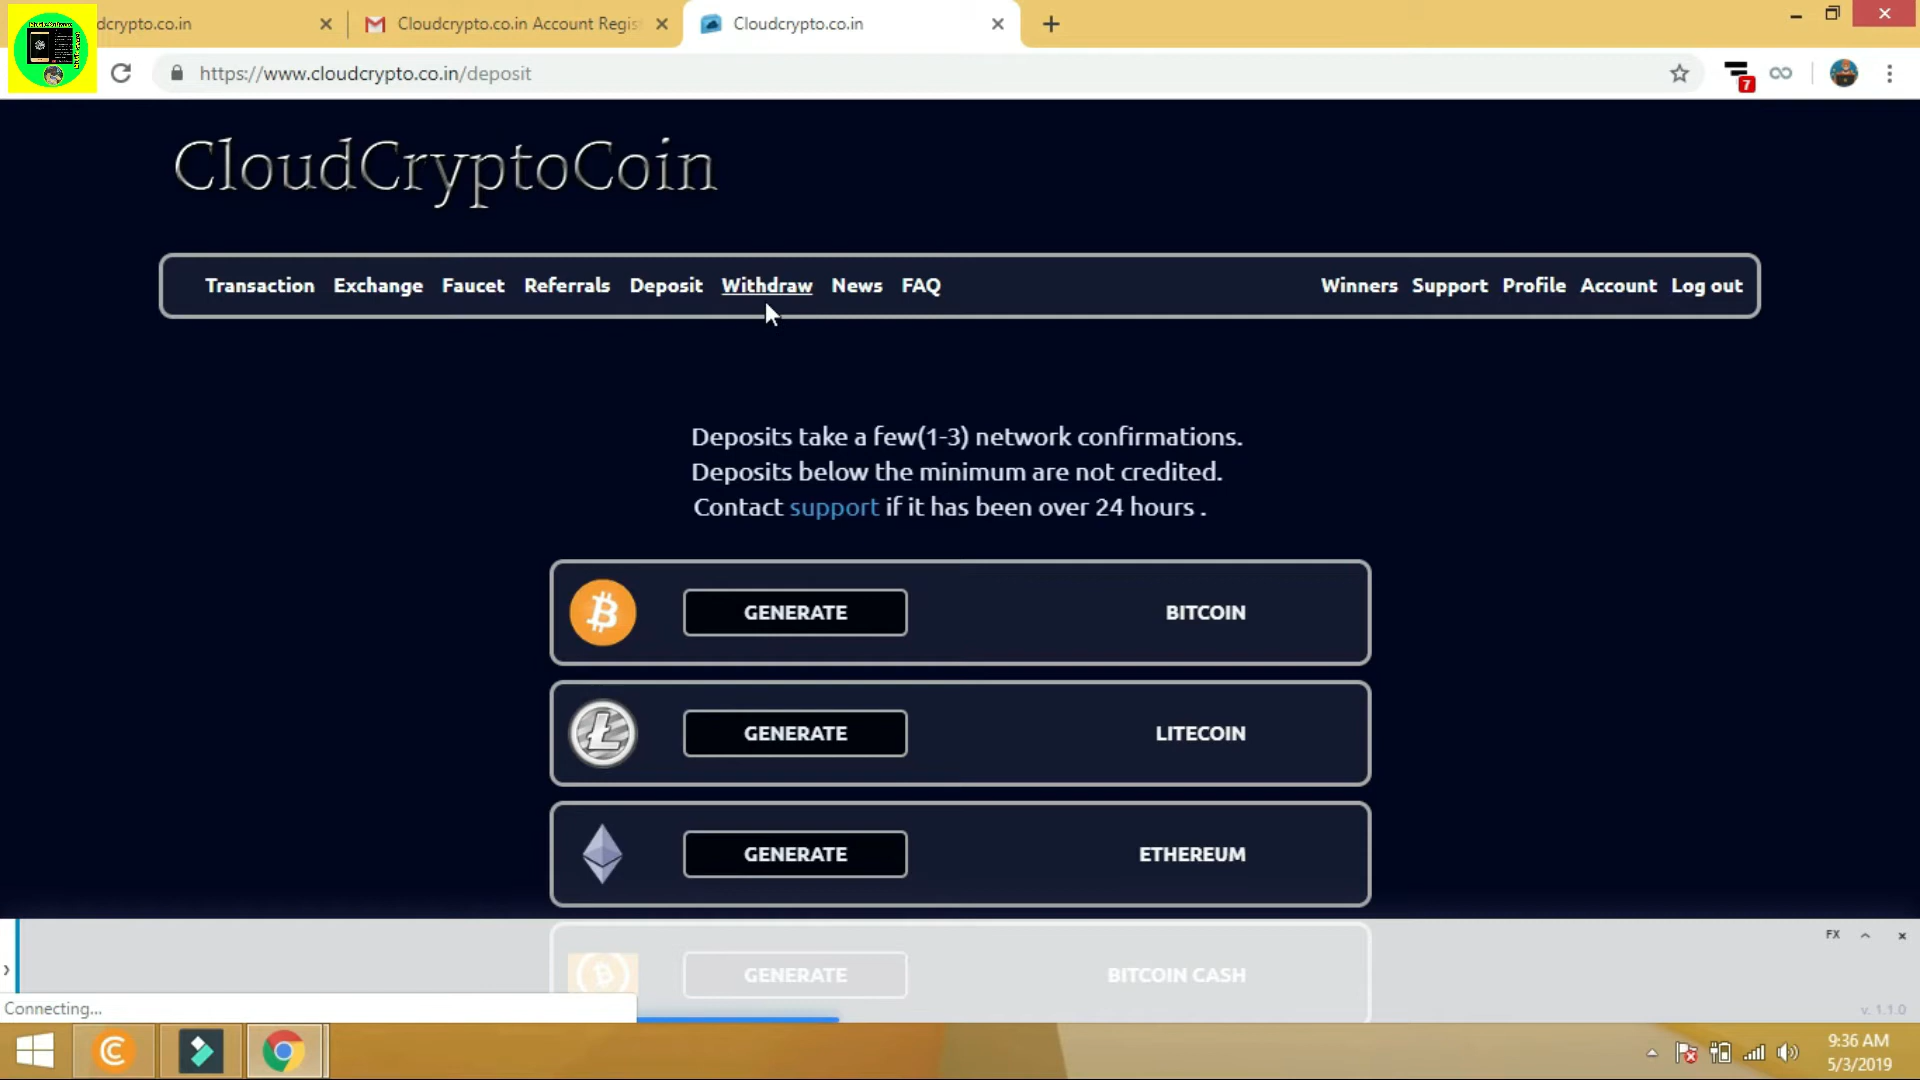 dcrypto.co.in
Cloudcrypto.co.in Account Regis
Cloudcrypto.co.in
https://www.cloudcrypto.co.in/deposit
7
CloudCryptoCoin
Transaction Exchange Faucet Referrals Deposit Withdraw News FAQ Winners Support Profile Account Log out
Deposits take a few(1-3) network confirmations.
Deposits below the minimum are not credited.
Contact support if it has been over 24 hours .
GENERATE BITCOIN
GENERATE LITECOIN
GENERATE ETHEREUM
FX
GENERATE BITCOIN CASH
Connecting...
v. 1.1.0
9:36 AM
5/3/2019